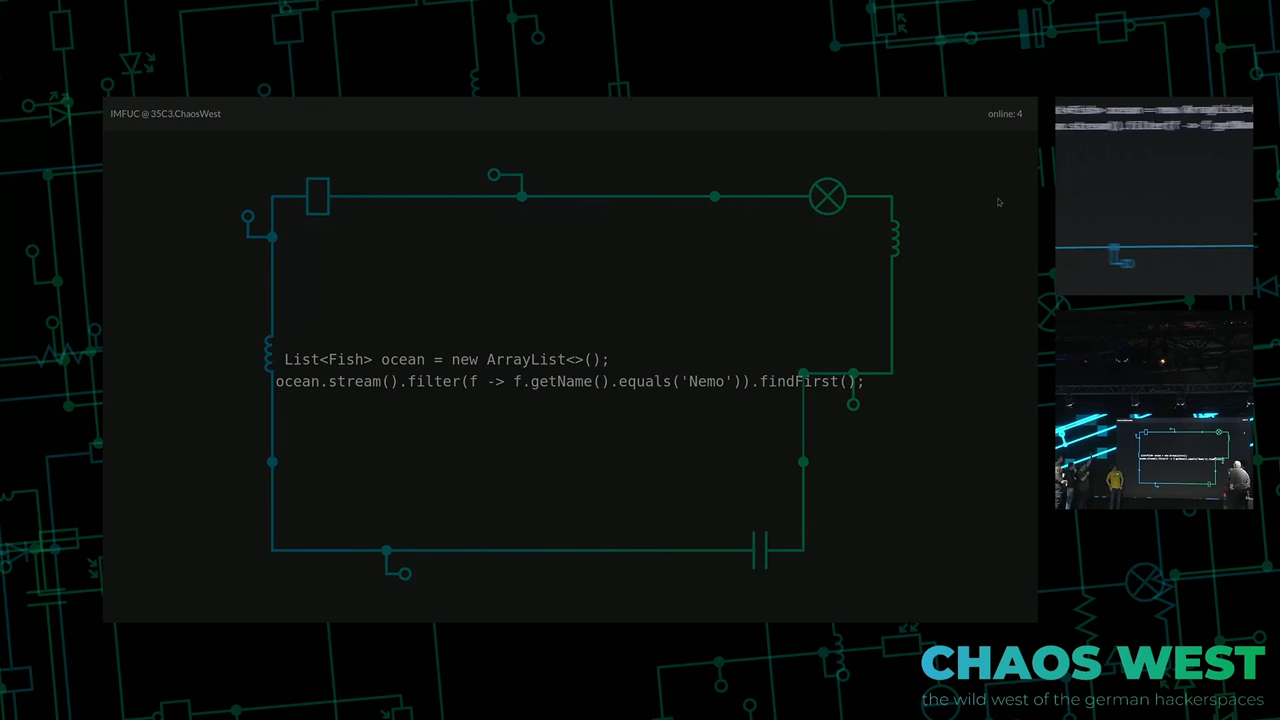 IMFUC @ 35C3.ChaosWest
online: 4
List<Fish> ocean = new ArrayList<>();
ocean.stream().filter(f -> f.getName().equals('Nemo')).findFirst();
CHAOS WEST
the wild west of the german hackerspaces